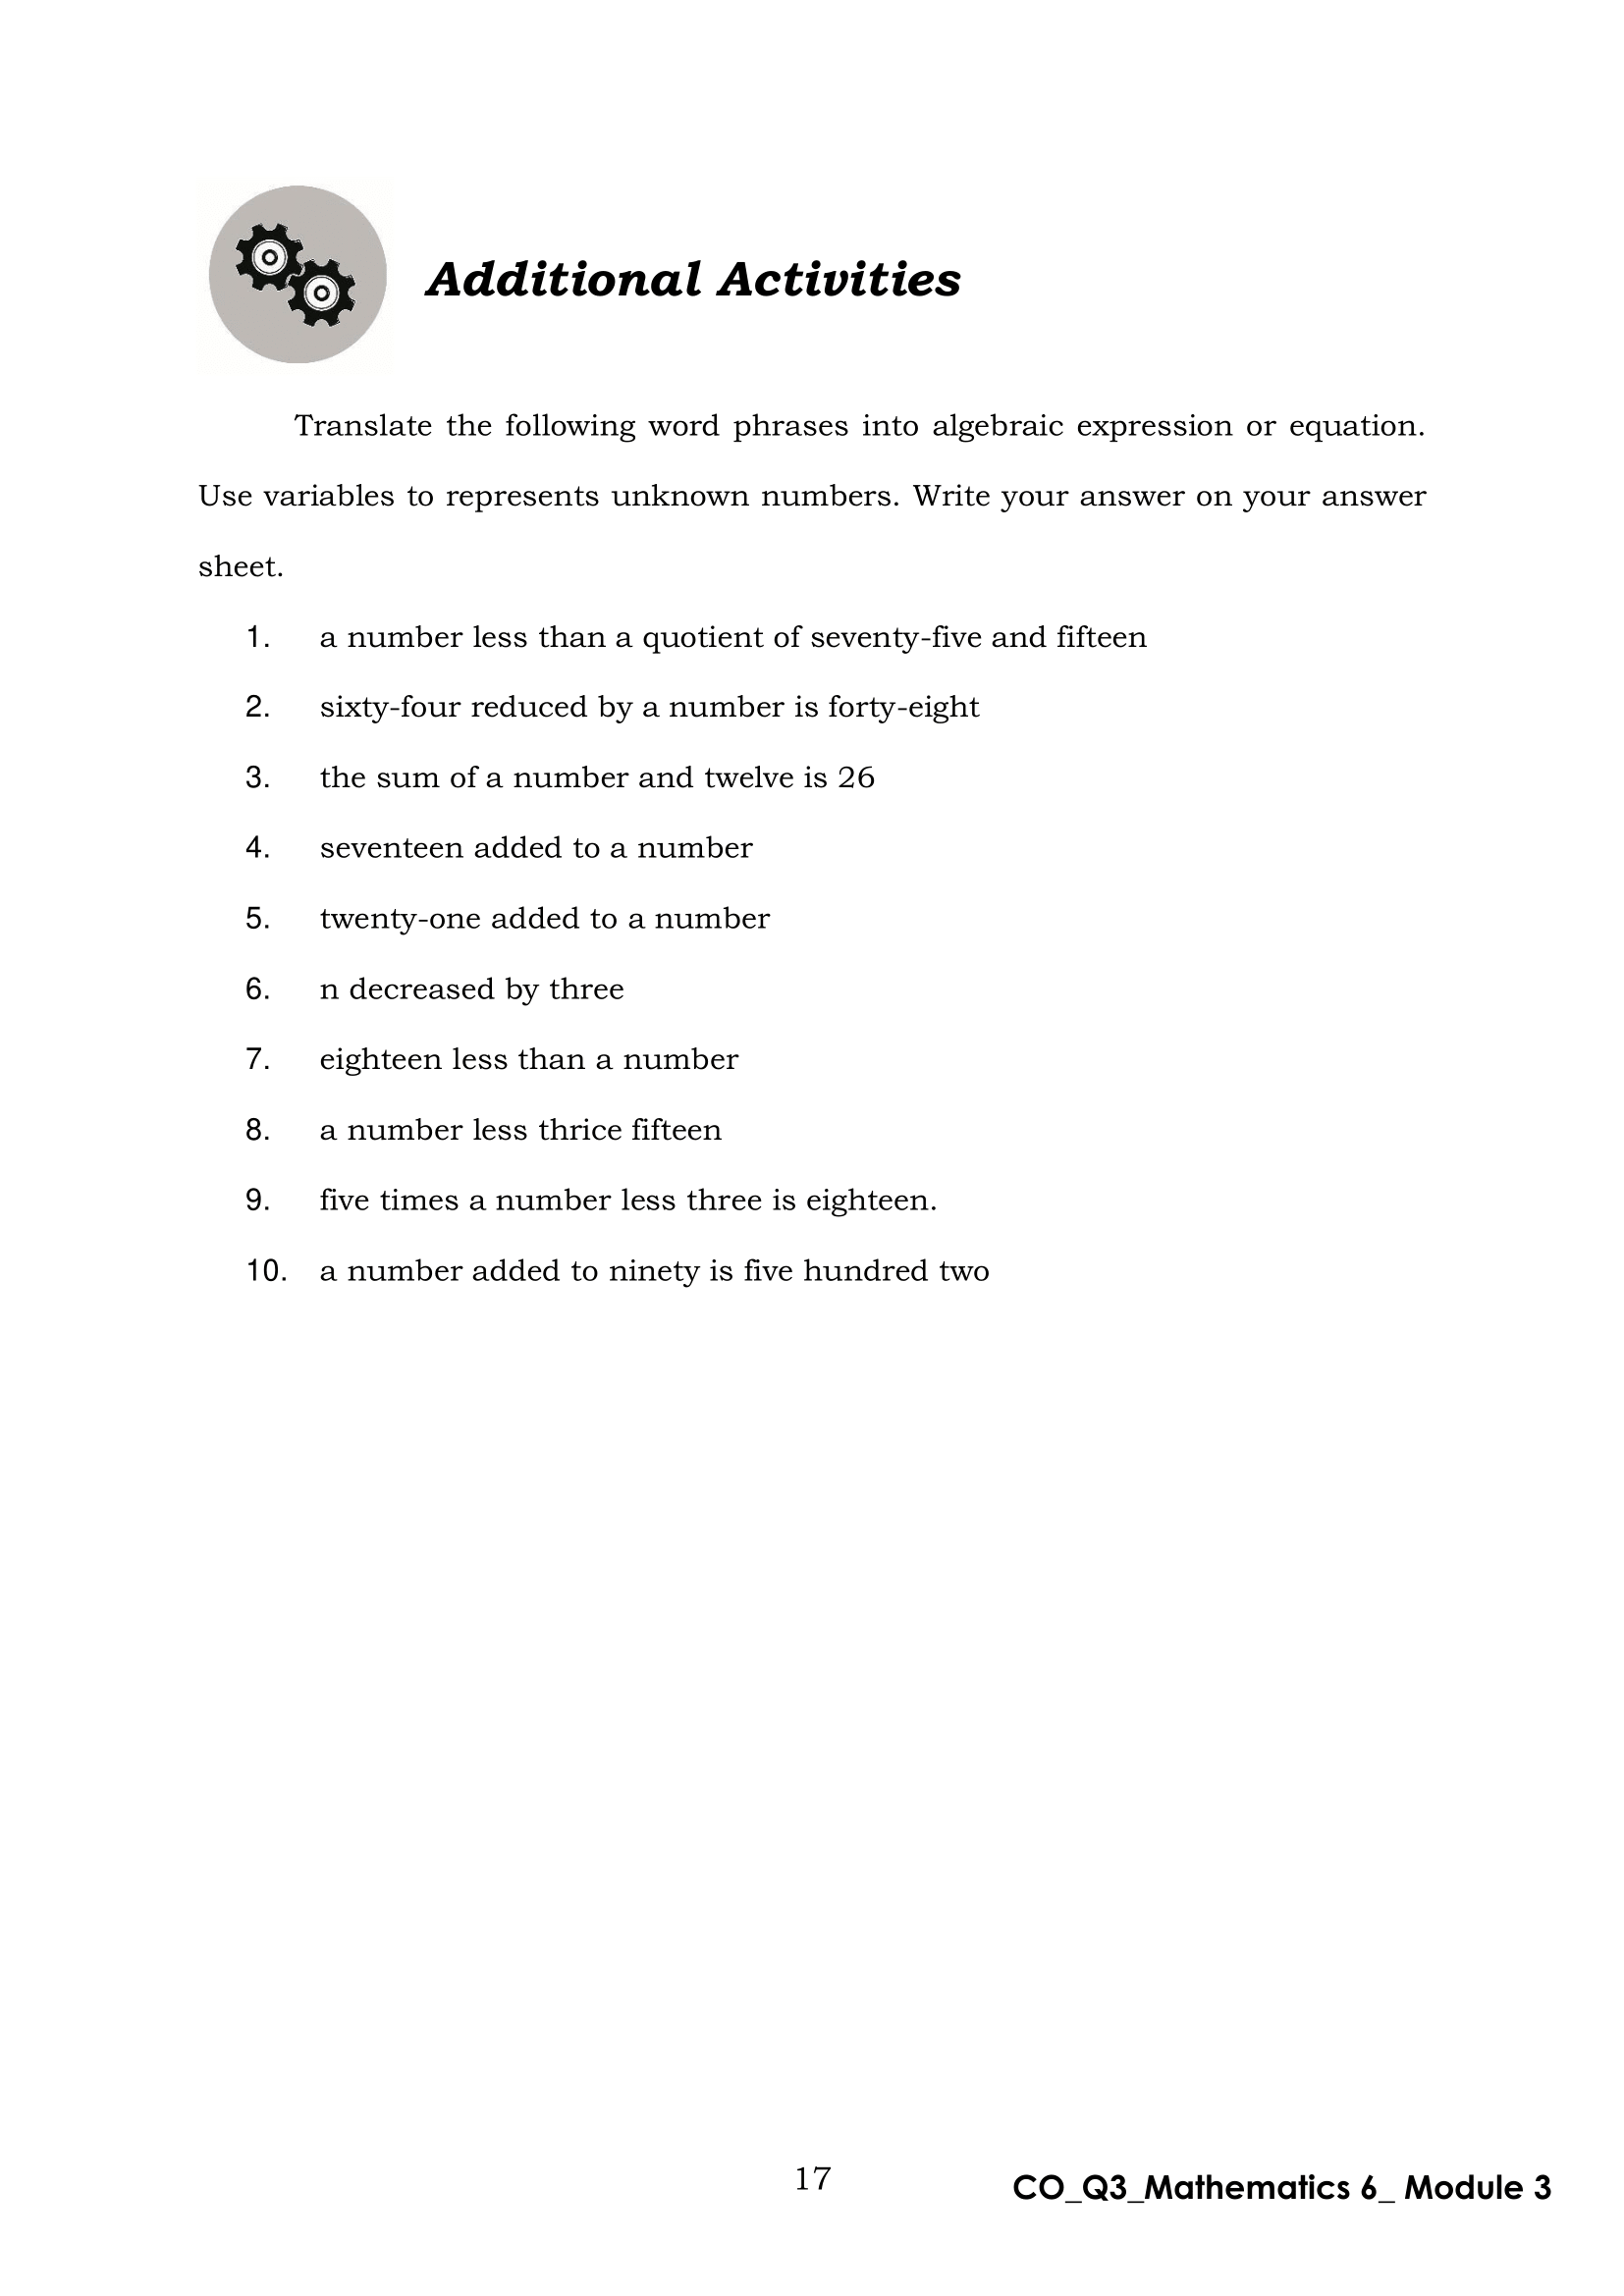 Additional Activities
Translate the following word phrases into algebraic expression or equation.
Use variables to represents unknown numbers. Write your answer on your answer
sheet.
1. a number less than a quotient of seventy-five and fifteen
2. sixty-four reduced by a number is forty-eight
3. the sum of a number and twelve is 26
4. seventeen added to a number
5. twenty-one added to a number
6. n decreased by three
7. eighteen less than a number
8. a number less thrice fifteen
9. five times a number less three is eighteen.
10. a number added to ninety is five hundred two
17
CO_Q3_Mathematics 6_ Module 3